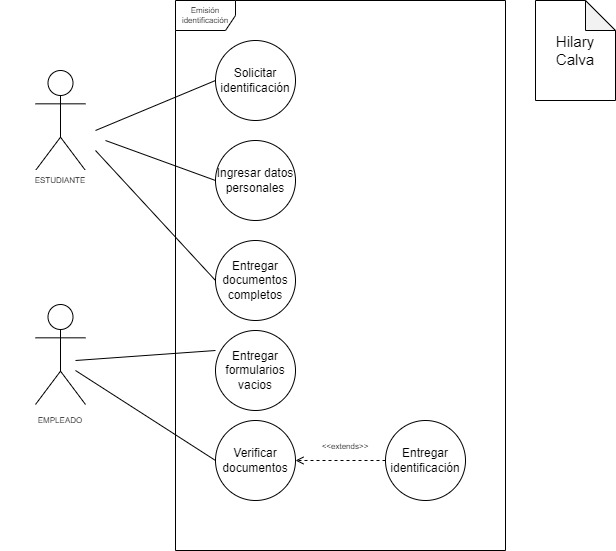 Emisión
identificación
Hilary
Calva
Solicitar
identificación
ESTUDIANTE
Ingresar datos
personales
Entregar
documentos
completos
Entregar
formularios
vacios
EMPLEADO
Verificar
documentos
<<extends>>
Entregar
identificación